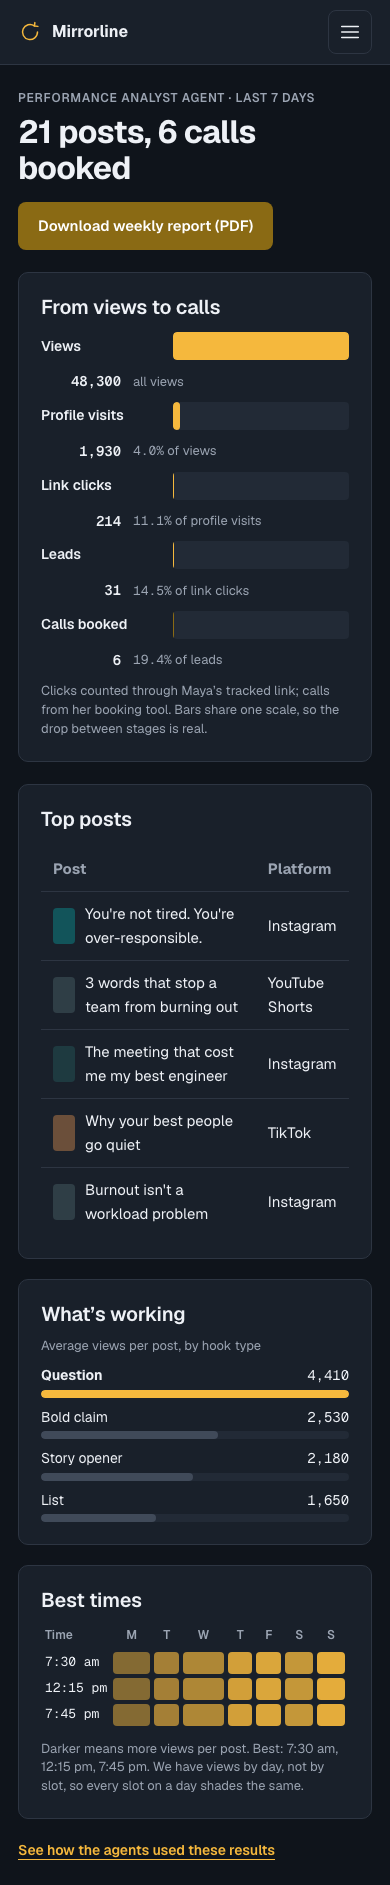 Mirrorline
PERFORMANCE ANALYST AGENT · LAST 7 DAYS
21 posts, 6 calls
booked
Download weekly report (PDF)
From views to calls
Views
48,300 all views
Profile visits
1,930 4.0% of views
Link clicks
214 11.1% of profile visits
Leads
31 14.5% of link clicks
Calls booked
6 19.4% of leads
Clicks counted through Maya's tracked link; calls
from her booking tool. Bars share one scale, so the
drop between stages is real.
Top posts
Post Platform
You're not tired. You're
over-responsible.
Instagram
3 words that stop a
team from burning out
YouTube
Shorts
The meeting that cost
me my best engineer
Instagram
Why your best people
go quiet
TikTok
Burnout isn't a
workload problem
Instagram
What's working
Average views per post, by hook type
Question 4,410
Bold claim 2,530
Story opener 2,180
List 1,650
Best times
Time M T W T F S S
7:30 am
12:15 pm
7:45 pm
Darker means more views per post. Best: 7:30 am,
12:15 pm, 7:45 pm. We have views by day, not by
slot, so every slot on a day shades the same.
See how the agents used these results